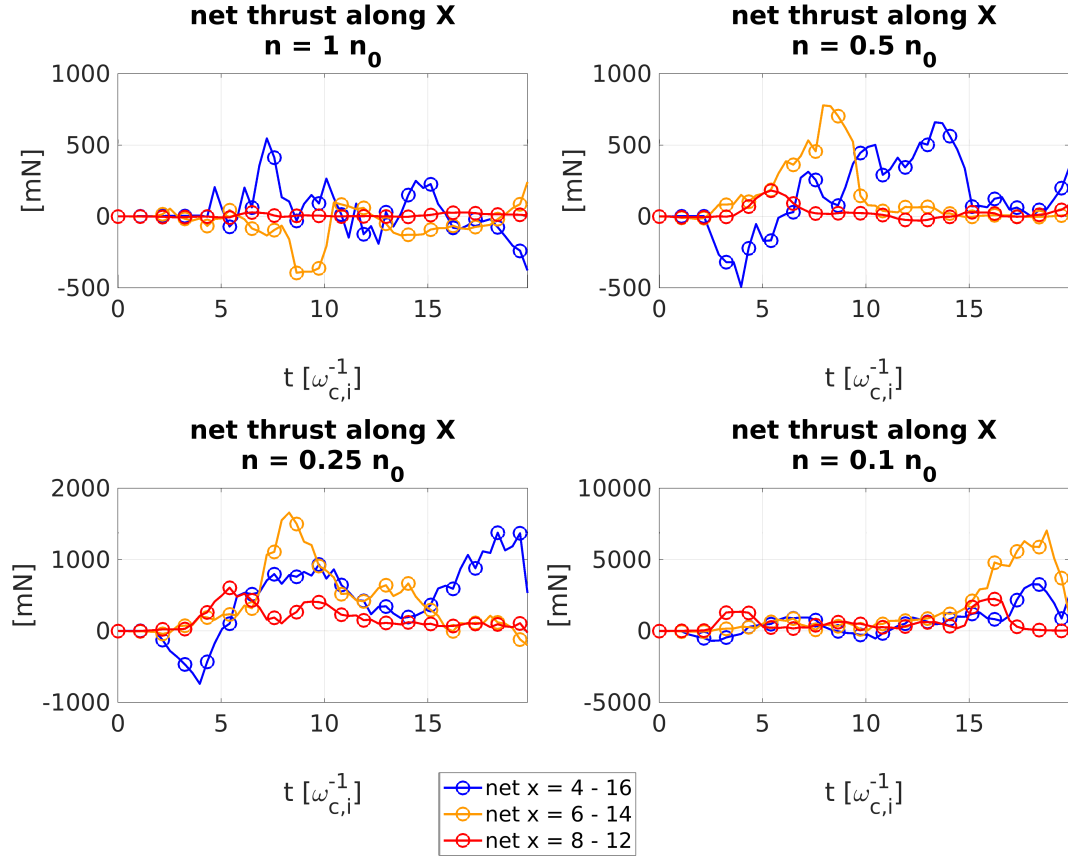 net thrust along X
n = 1 n0
1000
500
0
-500
[mN]
0
5
10
15
t [ω-1c,i]
net thrust along X
n = 0.5 n0
1000
500
0
-500
[mN]
0
5
10
15
t [ω-1c,i]
net thrust along X
n = 0.25 n0
2000
1000
0
-1000
[mN]
0
5
10
15
t [ω-1c,i]
net thrust along X
n = 0.1 n0
10000
5000
0
-5000
[mN]
0
5
10
15
t [ω-1c,i]
net x = 4 - 16
net x = 6 - 14
net x = 8 - 12